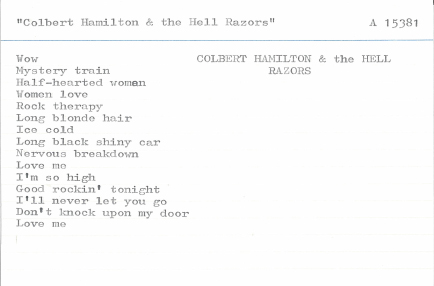 "Colbert Hamilton & the Hell Razors" A 15381
Wow COLBERT HAMILTON & the HELL
Mystery train RAZORS
Half-hearted woman
Women love
Rock therapy
Long blonde hair
Ice cold
Long black shiny car
Nervous breakdown
Love me
I'm so high
Good rockin' tonight
I'll never let you go
Don't knock upon my door
Love me